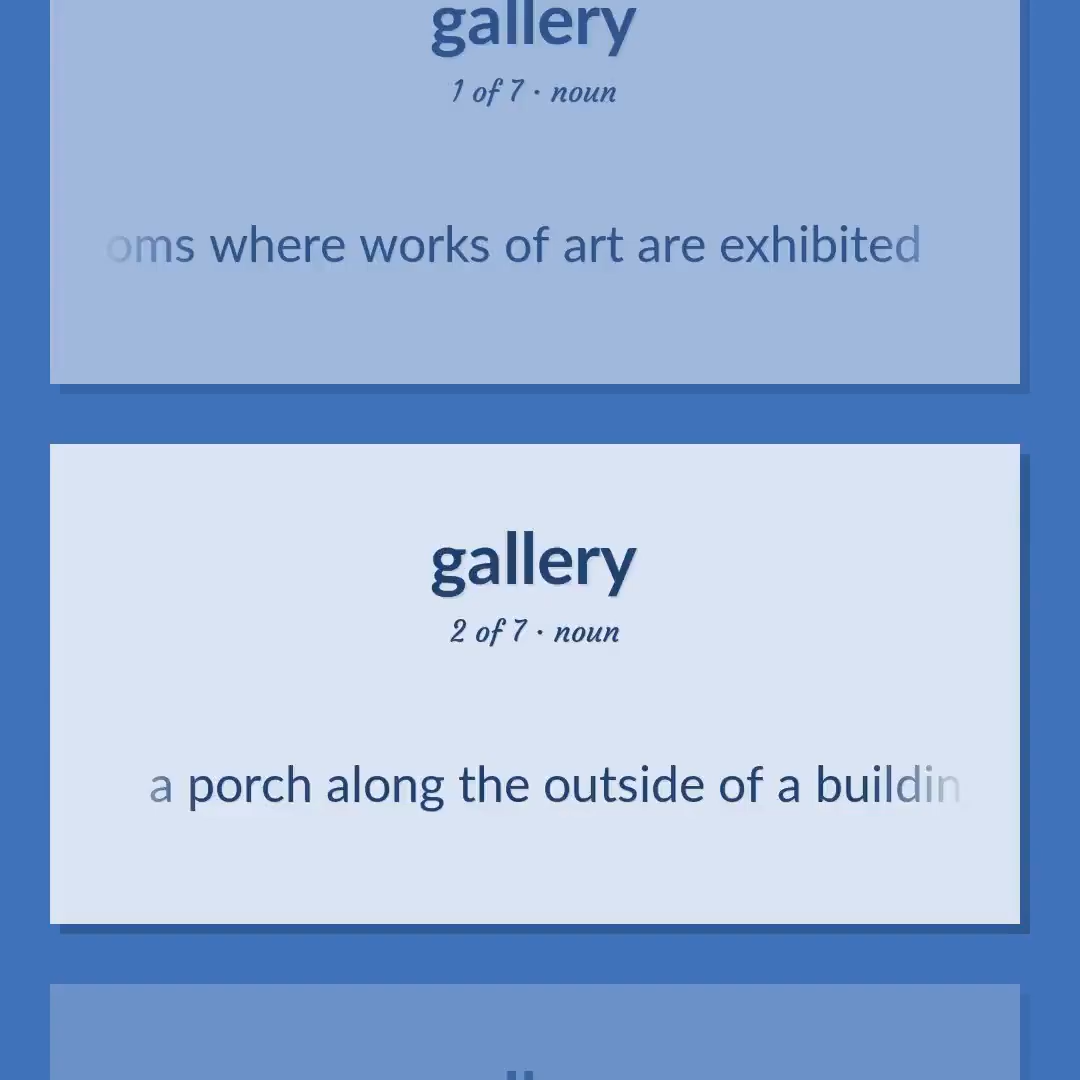 gallery
1 of 7 · noun
oms where works of art are exhibited
gallery
2 of 7 · noun
a porch along the outside of a buildin